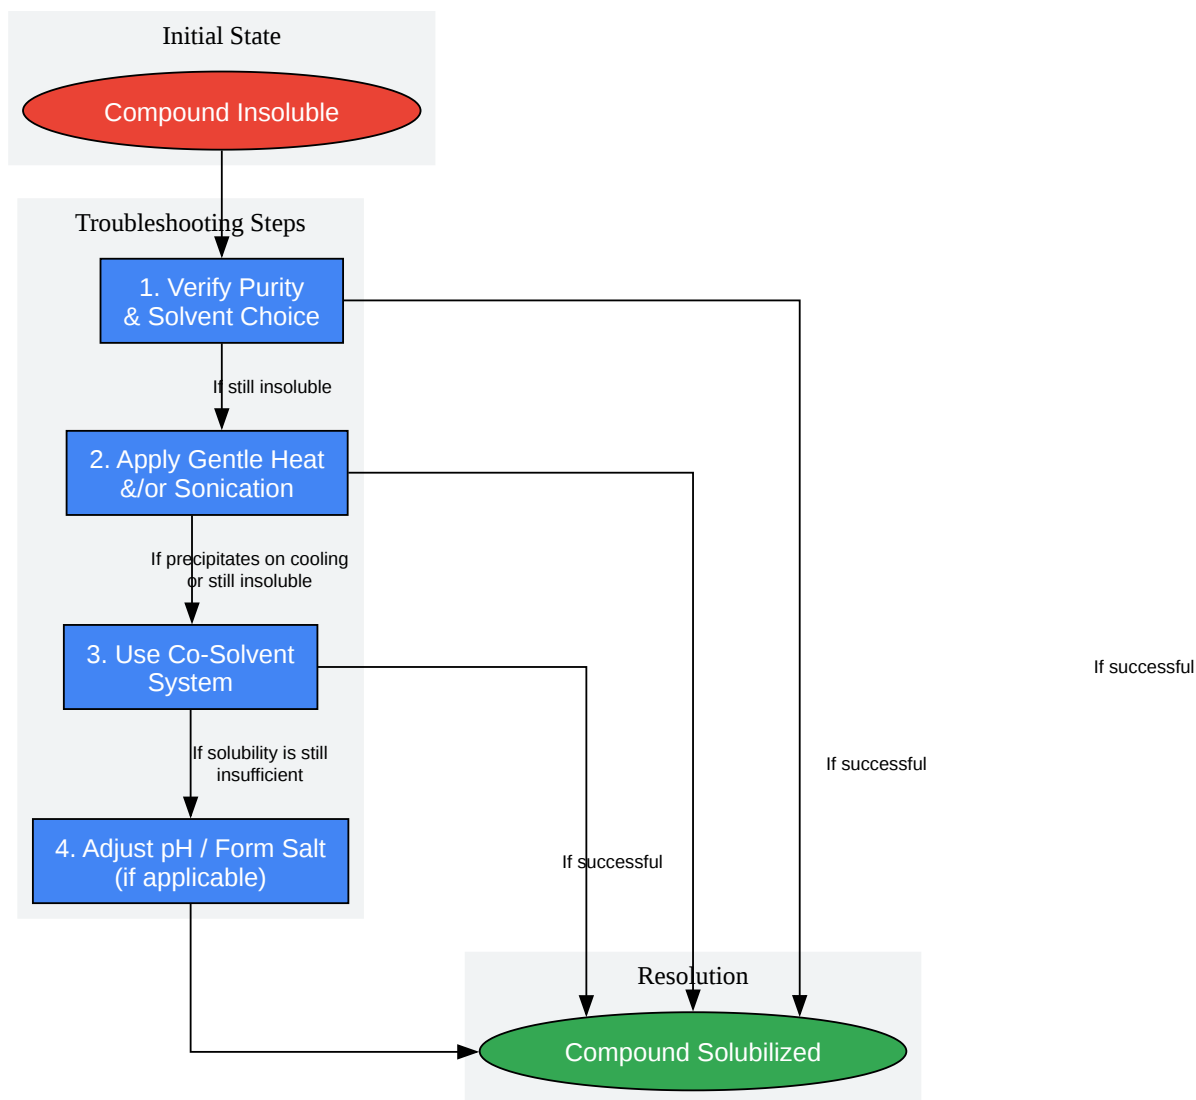 Initial State
Compound Insoluble
Troubleshooting Steps
1. Verify Purity
& Solvent Choice
If still insoluble
2. Apply Gentle Heat
&/or Sonication
If precipitates on cooling
or still insoluble
3. Use Co-Solvent
System
If successful
If solubility is still
insufficient
If successful
4. Adjust pH / Form Salt
(if applicable)
If successful
Resolution
Compound Solubilized